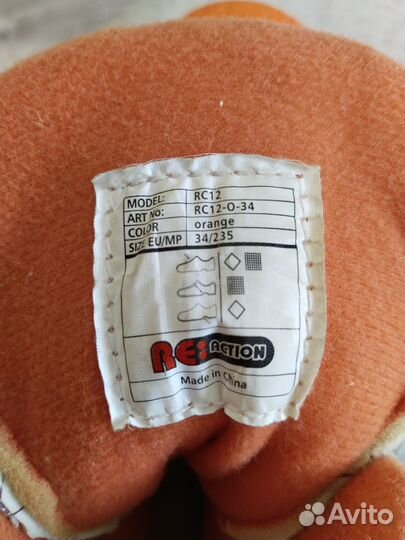 MODEL: RC12
ART NO: RC12-O-34
COLOR orange
SIZE EU/MP 34/235
RE:ACTION
Made in China
Avito